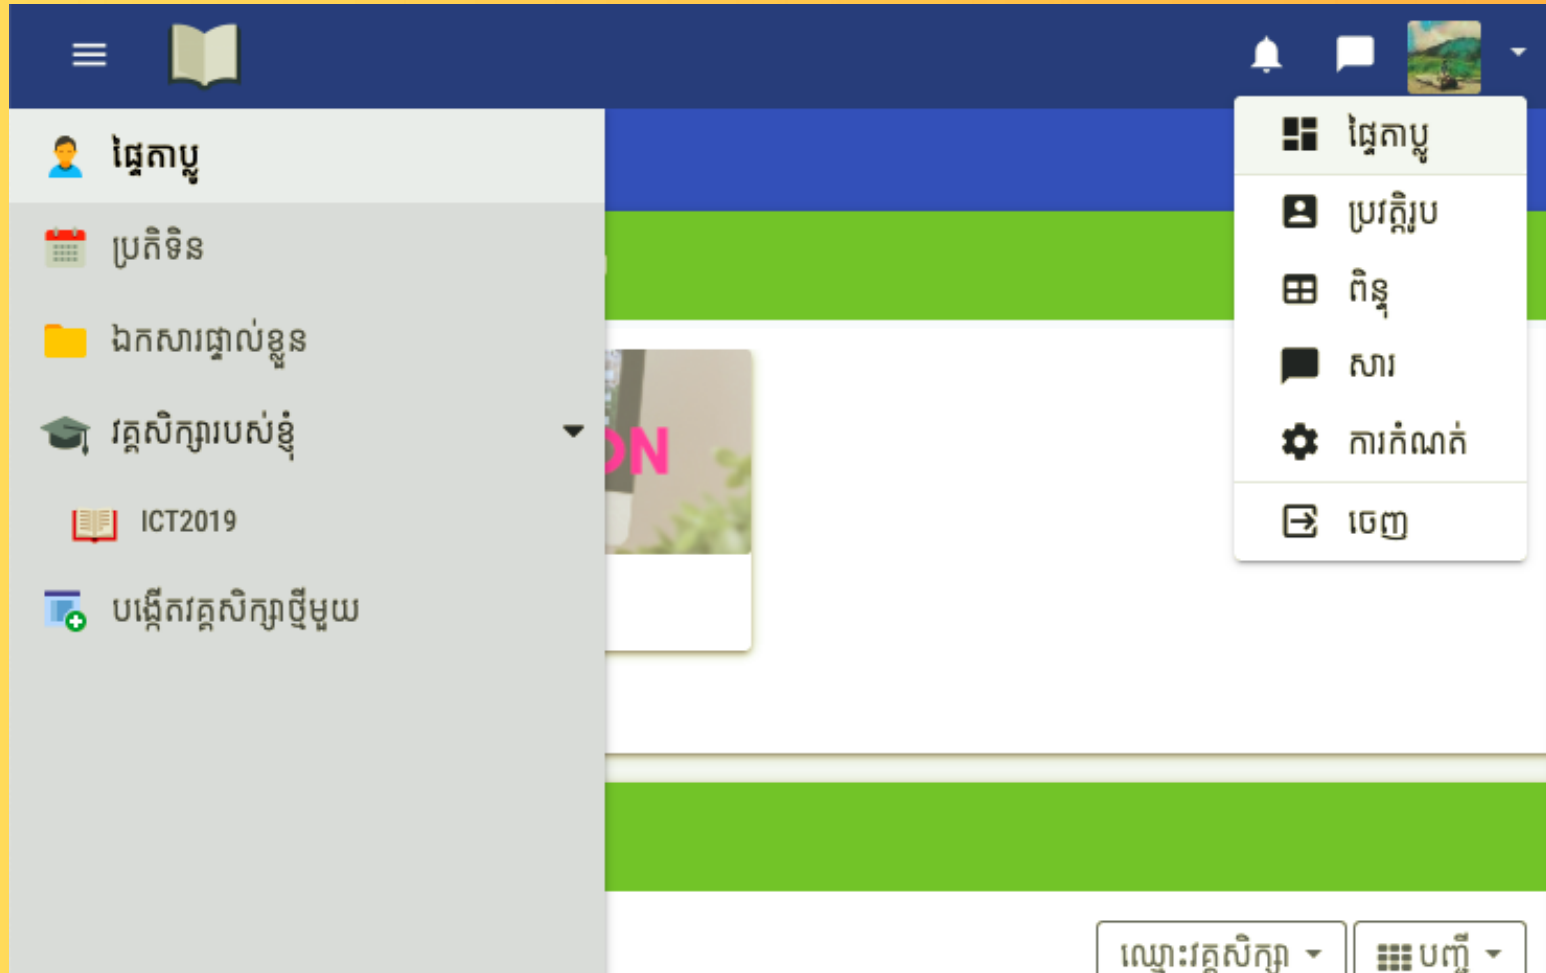 ផ្ទៃតាប្លូ
ប្រតិទិន
ឯកសារផ្ទាល់ខ្លួន
វគ្គសិក្សារបស់ខ្ញុំ
ICT2019
បង្កើតវគ្គសិក្សាថ្មីមួយ
ON
ផ្ទៃតាប្លូ
ប្រវត្តិរូប
ពិន្ទុ
សារ
ការកំណត់
ចេញ
ឈ្មោះវគ្គសិក្សា
បញ្ជី